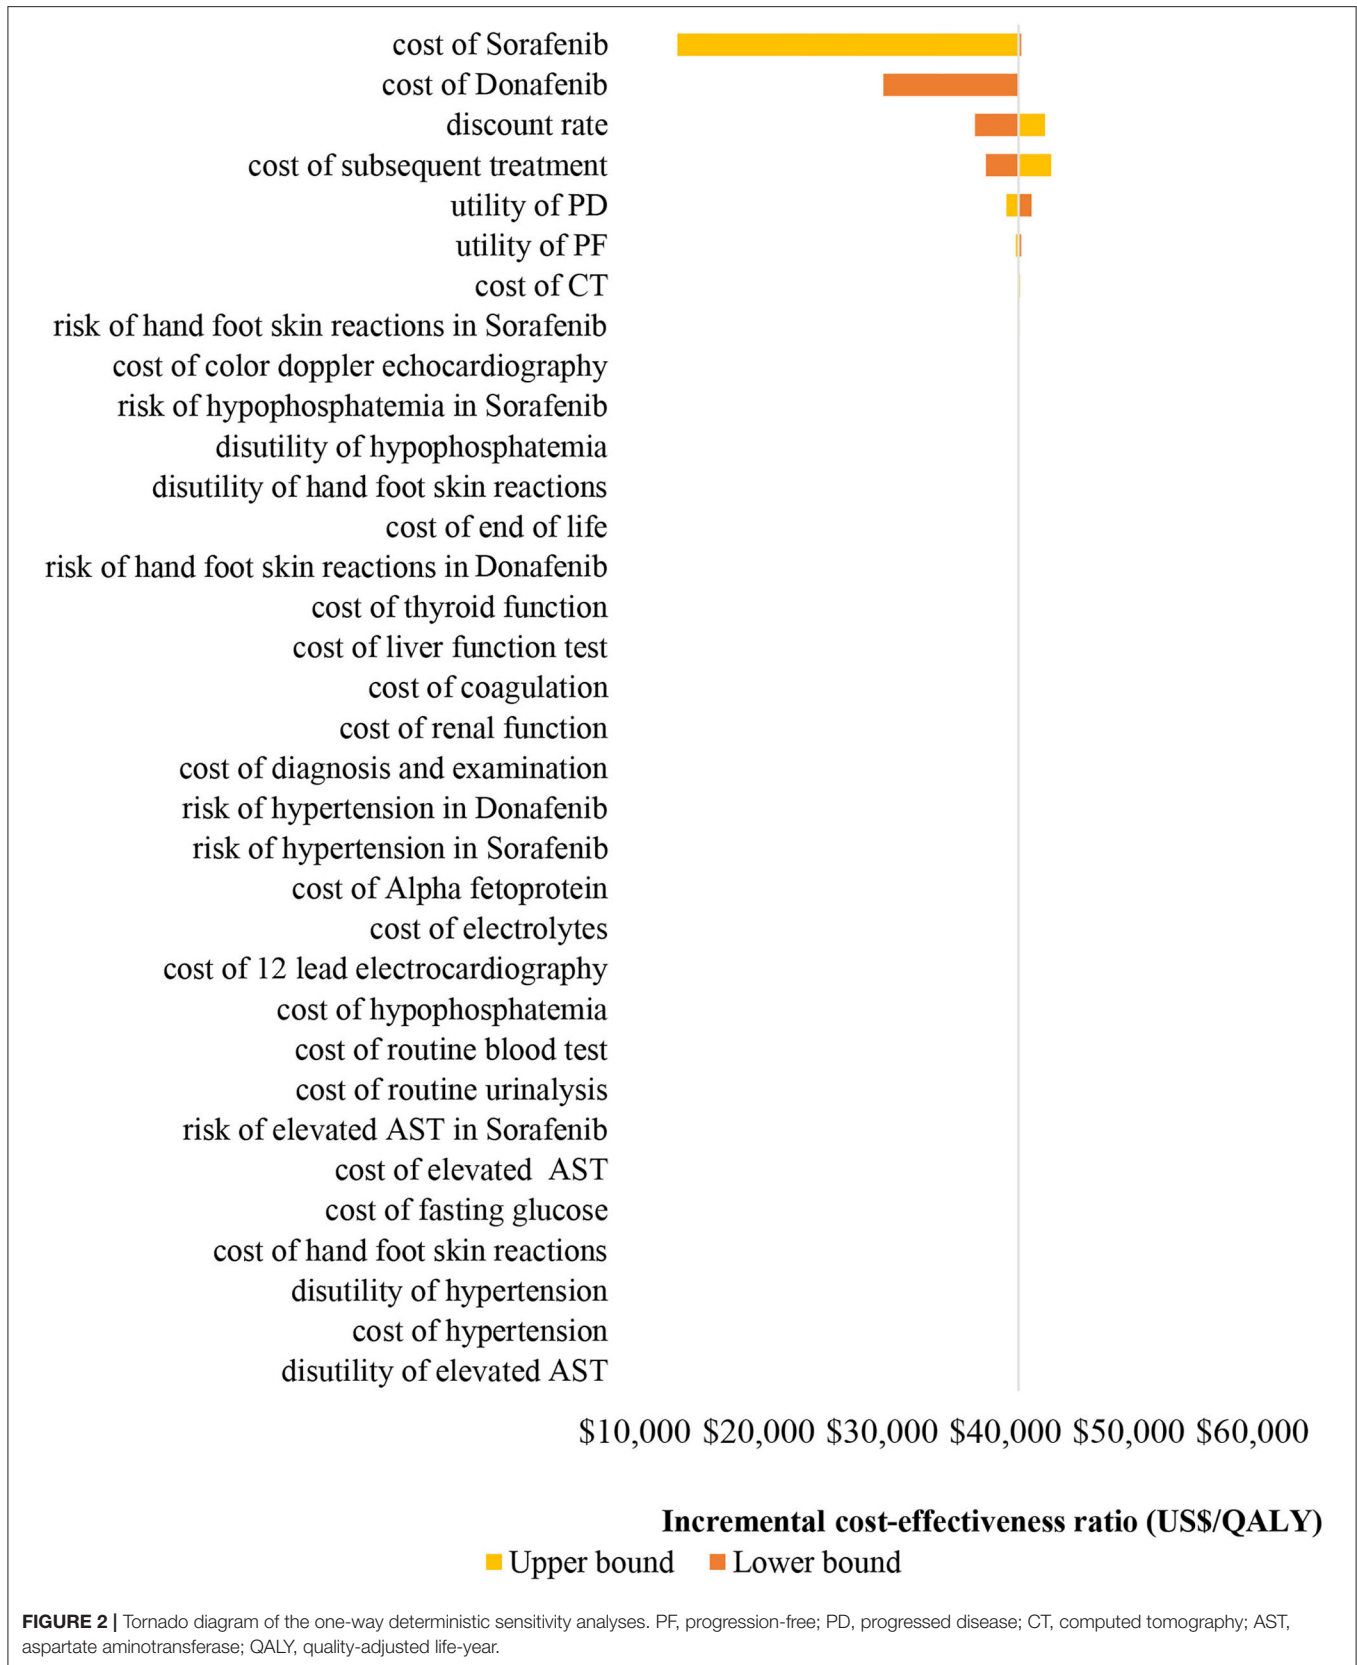 cost of Sorafenib
cost of Donafenib
discount rate
cost of subsequent treatment
utility of PD
utility of PF
cost of CT
risk of hand foot skin reactions in Sorafenib
cost of color doppler echocardiography
risk of hypophosphatemia in Sorafenib
disutility of hypophosphatemia
disutility of hand foot skin reactions
cost of end of life
risk of hand foot skin reactions in Donafenib
cost of thyroid function
cost of liver function test
cost of coagulation
cost of renal function
cost of diagnosis and examination
risk of hypertension in Donafenib
risk of hypertension in Sorafenib
cost of Alpha fetoprotein
cost of electrolytes
cost of 12 lead electrocardiography
cost of hypophosphatemia
cost of routine blood test
cost of routine urinalysis
risk of elevated AST in Sorafenib
cost of elevated AST
cost of fasting glucose
cost of hand foot skin reactions
disutility of hypertension
cost of hypertension
disutility of elevated AST
$10,000 $20,000 $30,000 $40,000 $50,000 $60,000
Incremental cost-effectiveness ratio (US$/QALY)
Upper bound Lower bound
FIGURE 2 | Tornado diagram of the one-way deterministic sensitivity analyses. PF, progression-free; PD, progressed disease; CT, computed tomography; AST,
aspartate aminotransferase; QALY, quality-adjusted life-year.